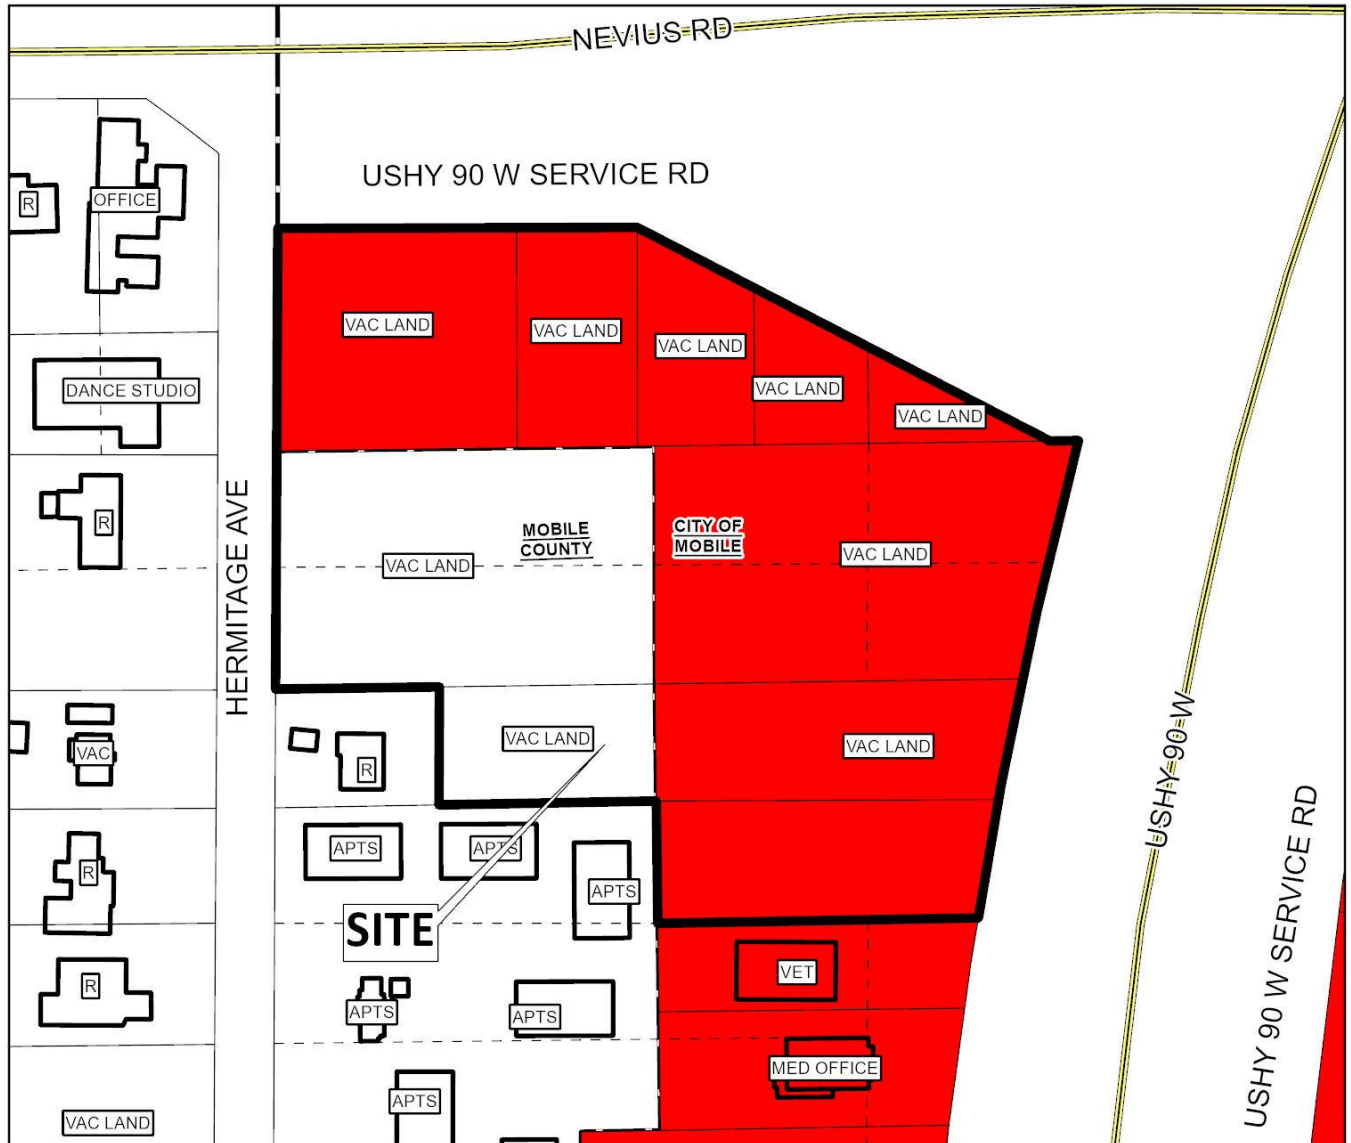 NEVIUS RD
USHY 90 W SERVICE RD
R
OFFICE
VAC LAND
VAC LAND
VAC LAND
VAC LAND
VAC LAND
DANCE STUDIO
HERMITAGE AVE
R
MOBILE
COUNTY
CITY OF
MOBILE
VAC LAND
VAC LAND
VAC
R
VAC LAND
VAC LAND
USHY 90 W
USHY 90 W SERVICE RD
R
APTS
APTS
APTS
SITE
R
APTS
APTS
VET
MED OFFICE
VAC LAND
APTS